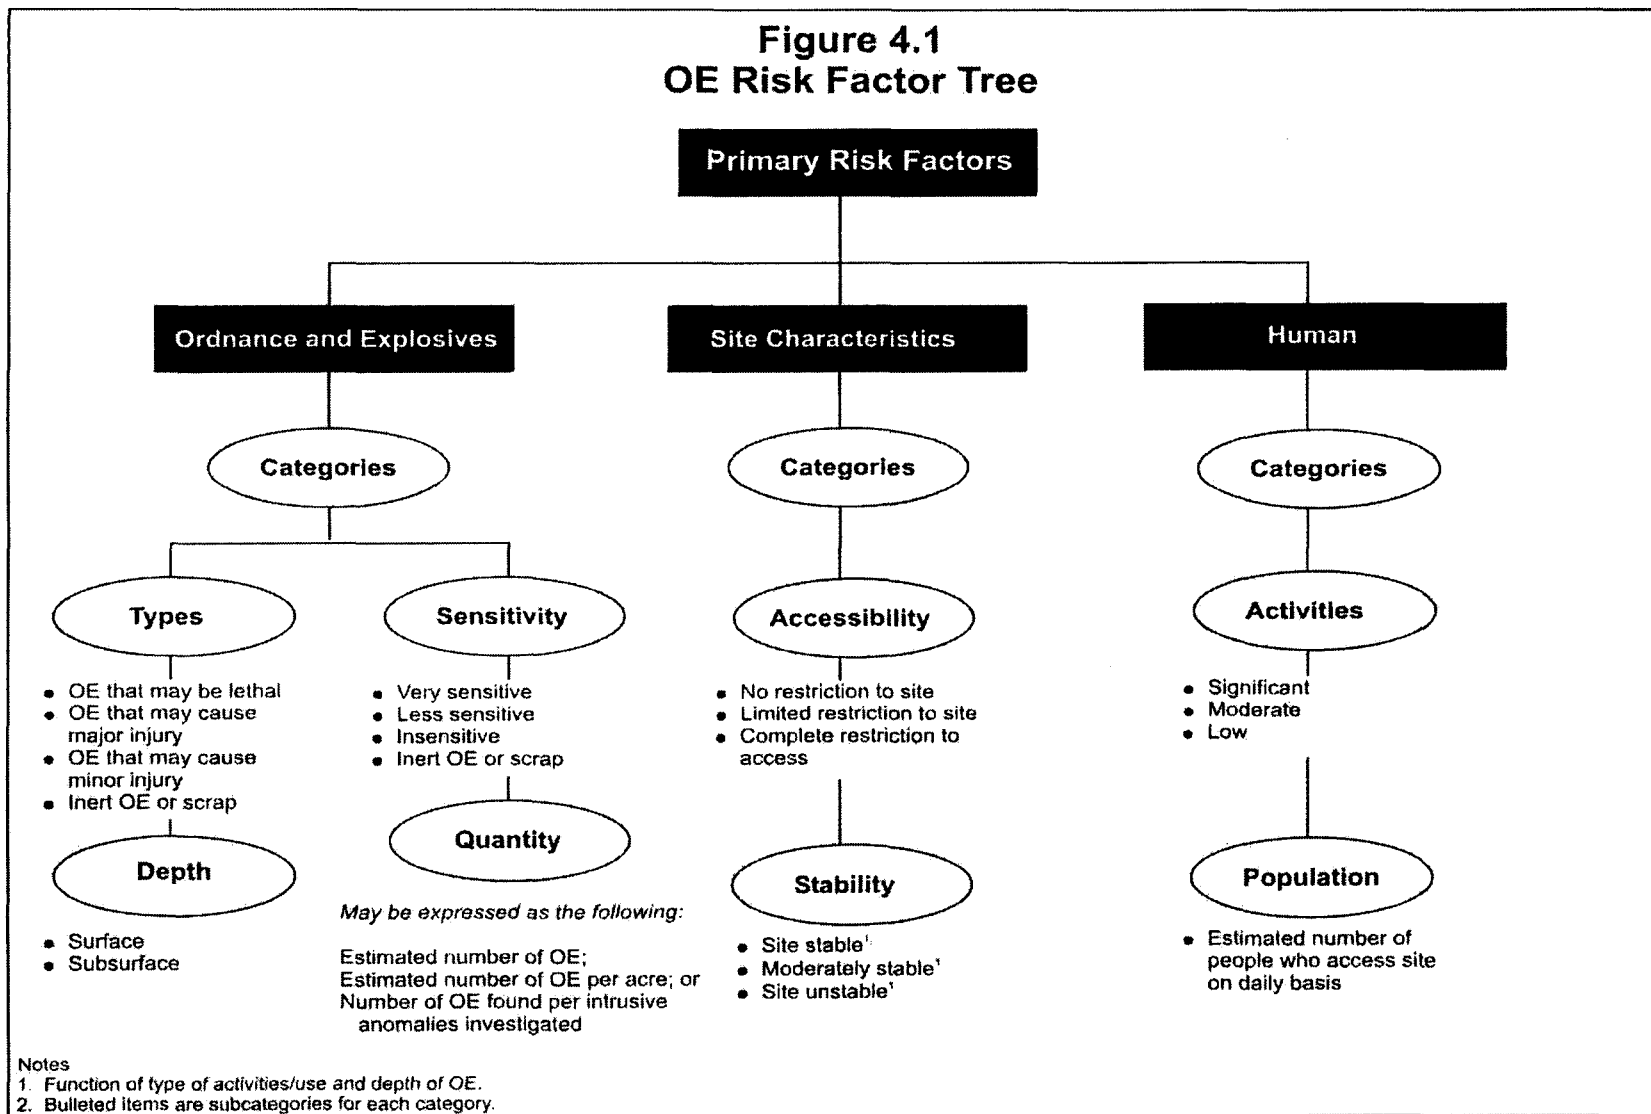 Figure 4.1
OE Risk Factor Tree
Primary Risk Factors
Ordnance and Explosives
Site Characteristics
Human
Categories
Categories
Categories
Types
Sensitivity
Accessibility
Activities
• OE that may be lethal
• OE that may cause
major injury
• OE that may cause
minor injury
• Inert OE or scrap
• Very sensitive
• Less sensitive
• Insensitive
• Inert OE or scrap
• No restriction to site
• Limited restriction to site
• Complete restriction to
access
• Significant
• Moderate
• Low
Depth
Quantity
Stability
Population
• Surface
• Subsurface
May be expressed as the following:
Estimated number of OE;
Estimated number of OE per acre; or
Number of OE found per intrusive
anomalies investigated
• Site stable¹
• Moderately stable¹
• Site unstable¹
• Estimated number of
people who access site
on daily basis
Notes
1. Function of type of activities/use and depth of OE.
2. Bulleted items are subcategories for each category.